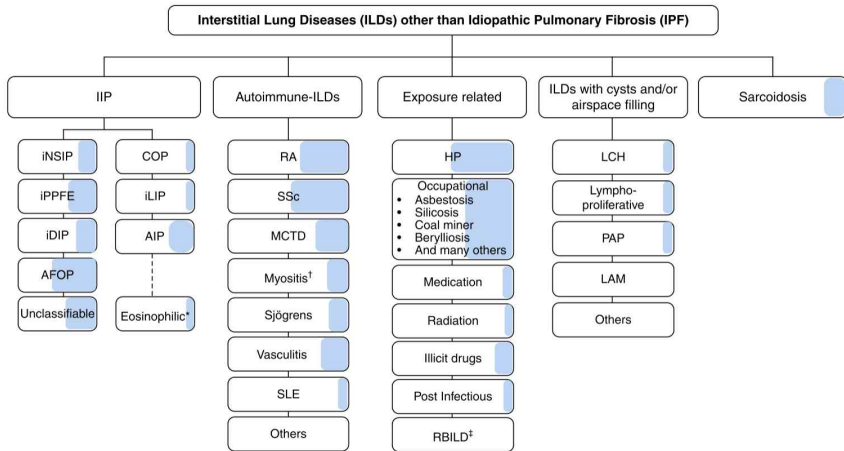 Interstitial Lung Diseases (ILDs) other than Idiopathic Pulmonary Fibrosis (IPF)
IIP
Autoimmune-ILDs
Exposure related
ILDs with cysts and/or
airspace filling
Sarcoidosis
iNSIP
iPPFE
iDIP
AFOP
Unclassifiable
COP
iLIP
AIP
Eosinophilic*
RA
SSc
MCTD
Myositis†
Sjögrens
Vasculitis
SLE
Others
HP
Occupational
• Asbestosis
• Silicosis
• Coal miner
• Berylliosis
• And many others
Medication
Radiation
Illicit drugs
Post Infectious
RBILD‡
LCH
Lympho-
proliferative
PAP
LAM
Others